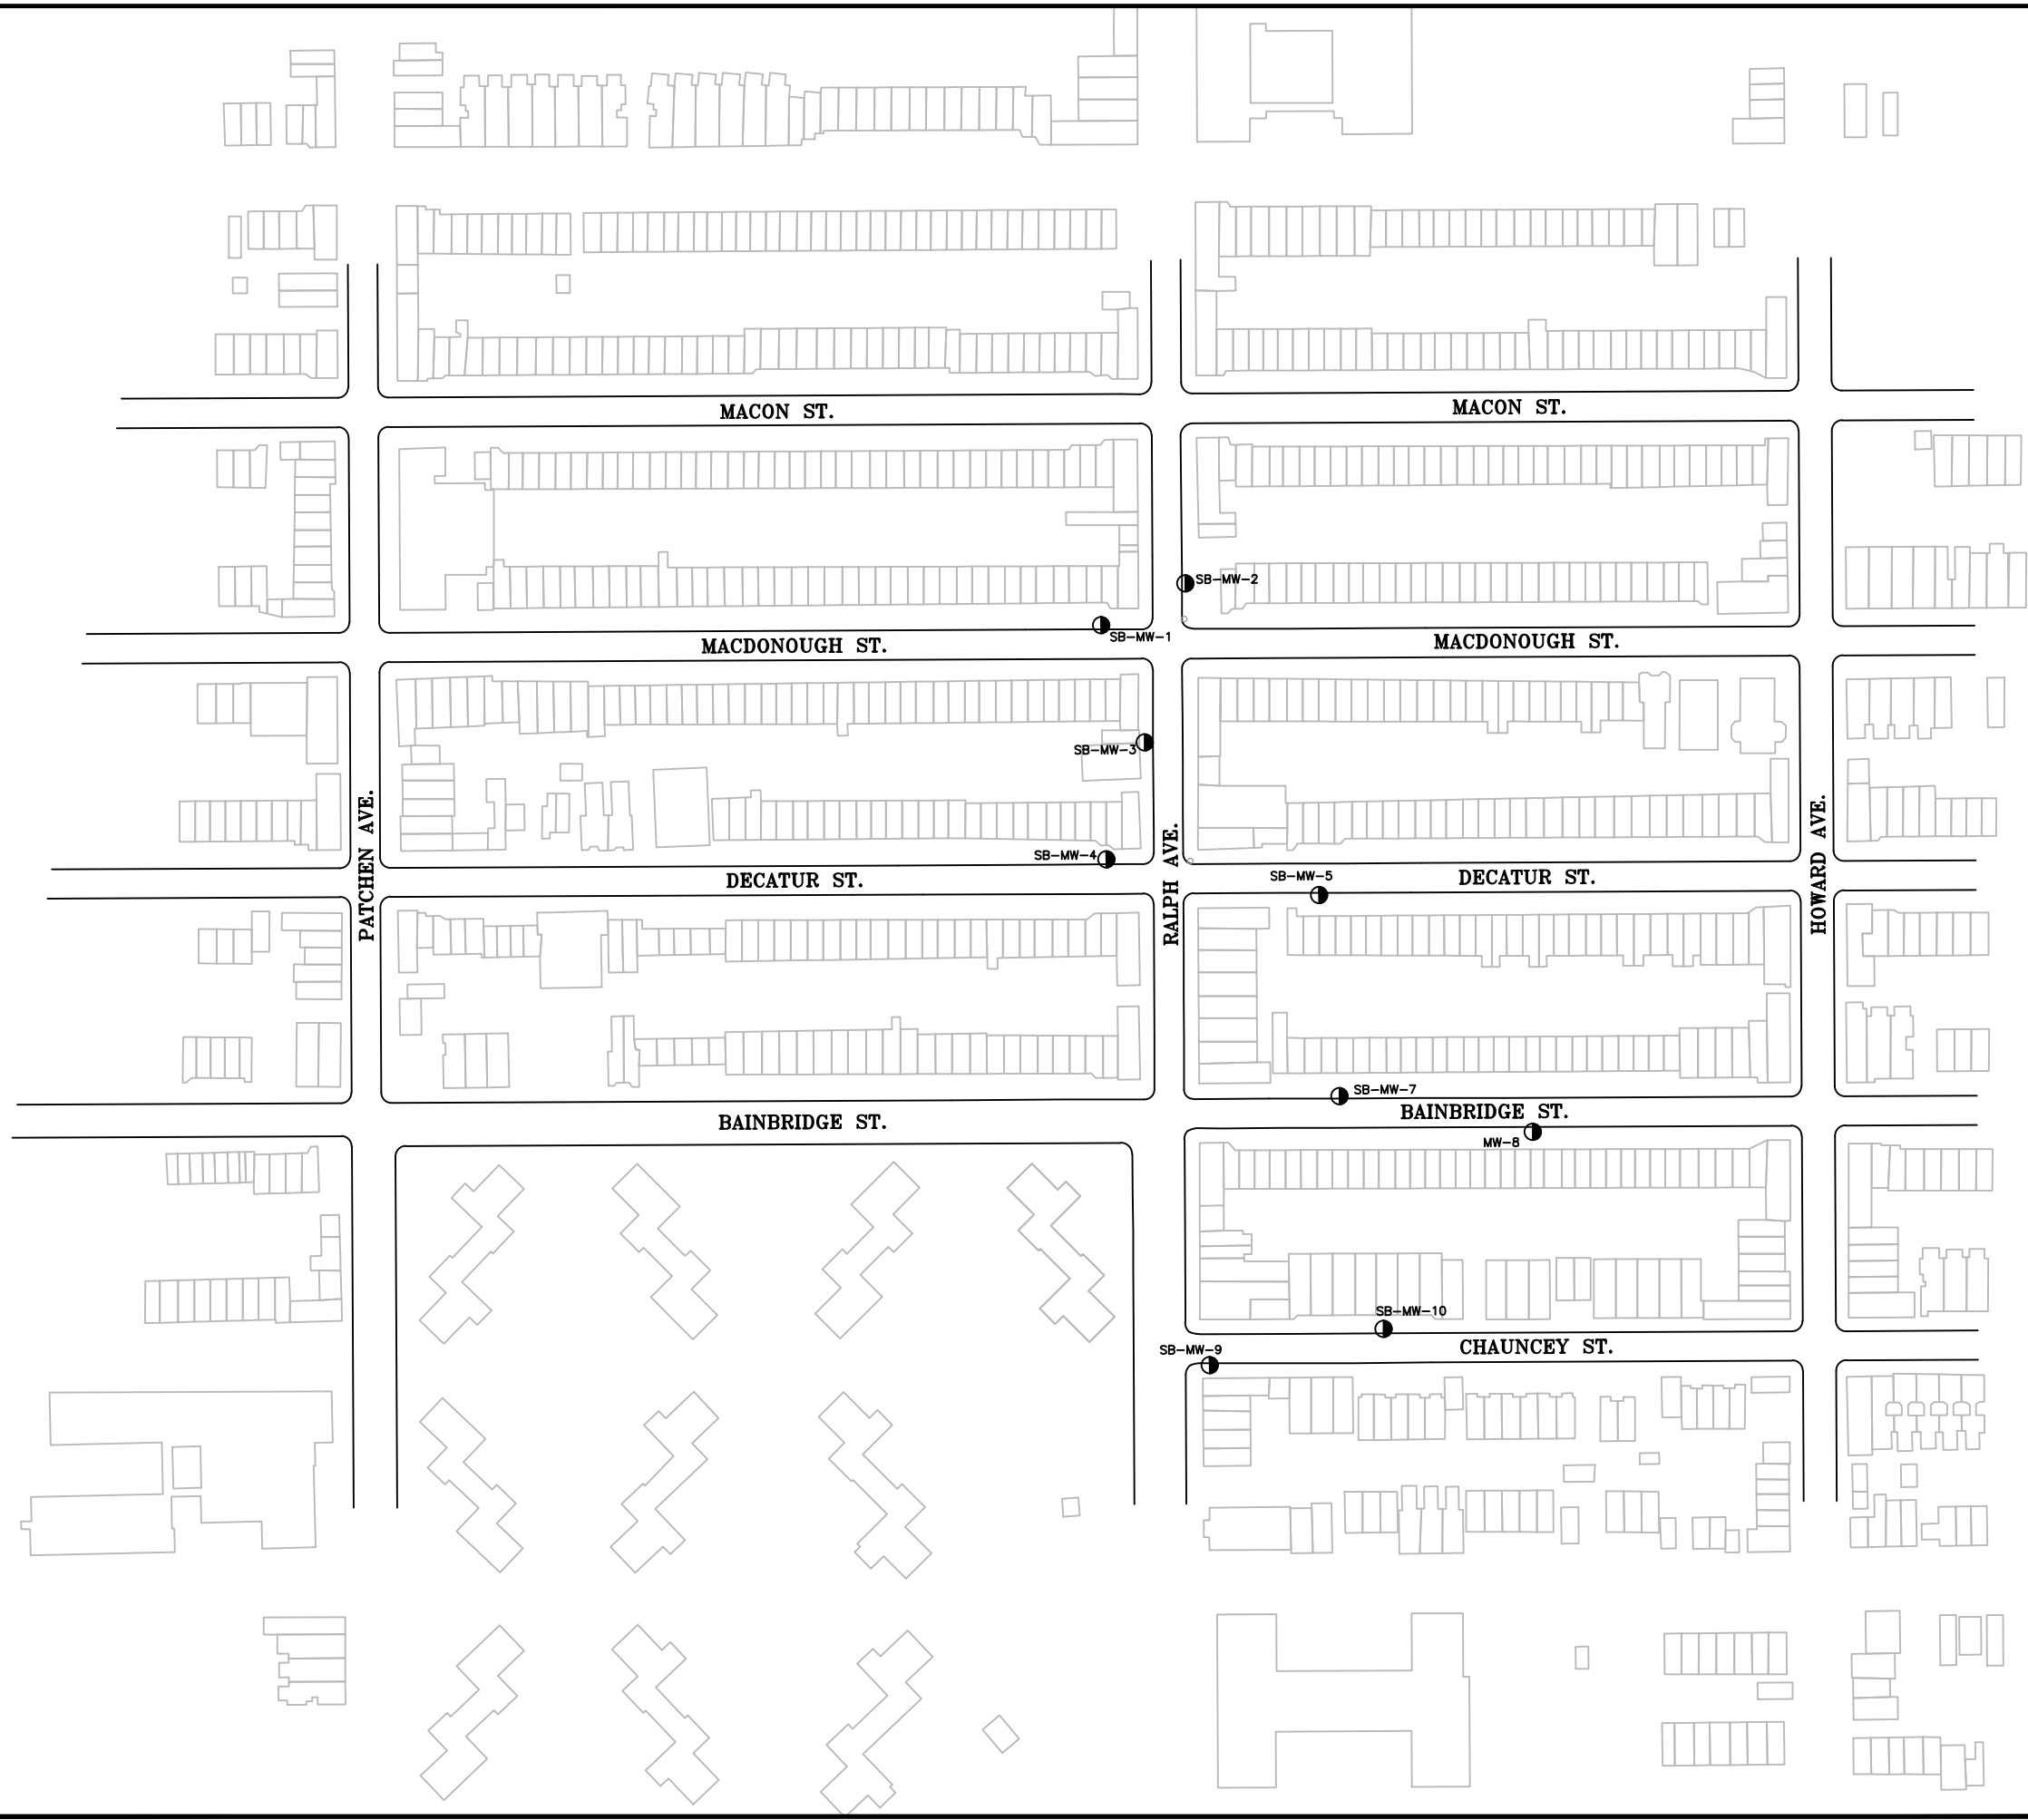 MACON ST.
MACON ST.
SB-MW-2
SB-MW-1
MACDONOUGH ST.
MACDONOUGH ST.
SB-MW-3
PATCHEN AVE.
RALPH AVE.
HOWARD AVE.
SB-MW-4
DECATUR ST.
SB-MW-5
DECATUR ST.
SB-MW-7
BAINBRIDGE ST.
BAINBRIDGE ST.
MW-8
SB-MW-10
CHAUNCEY ST.
SB-MW-9